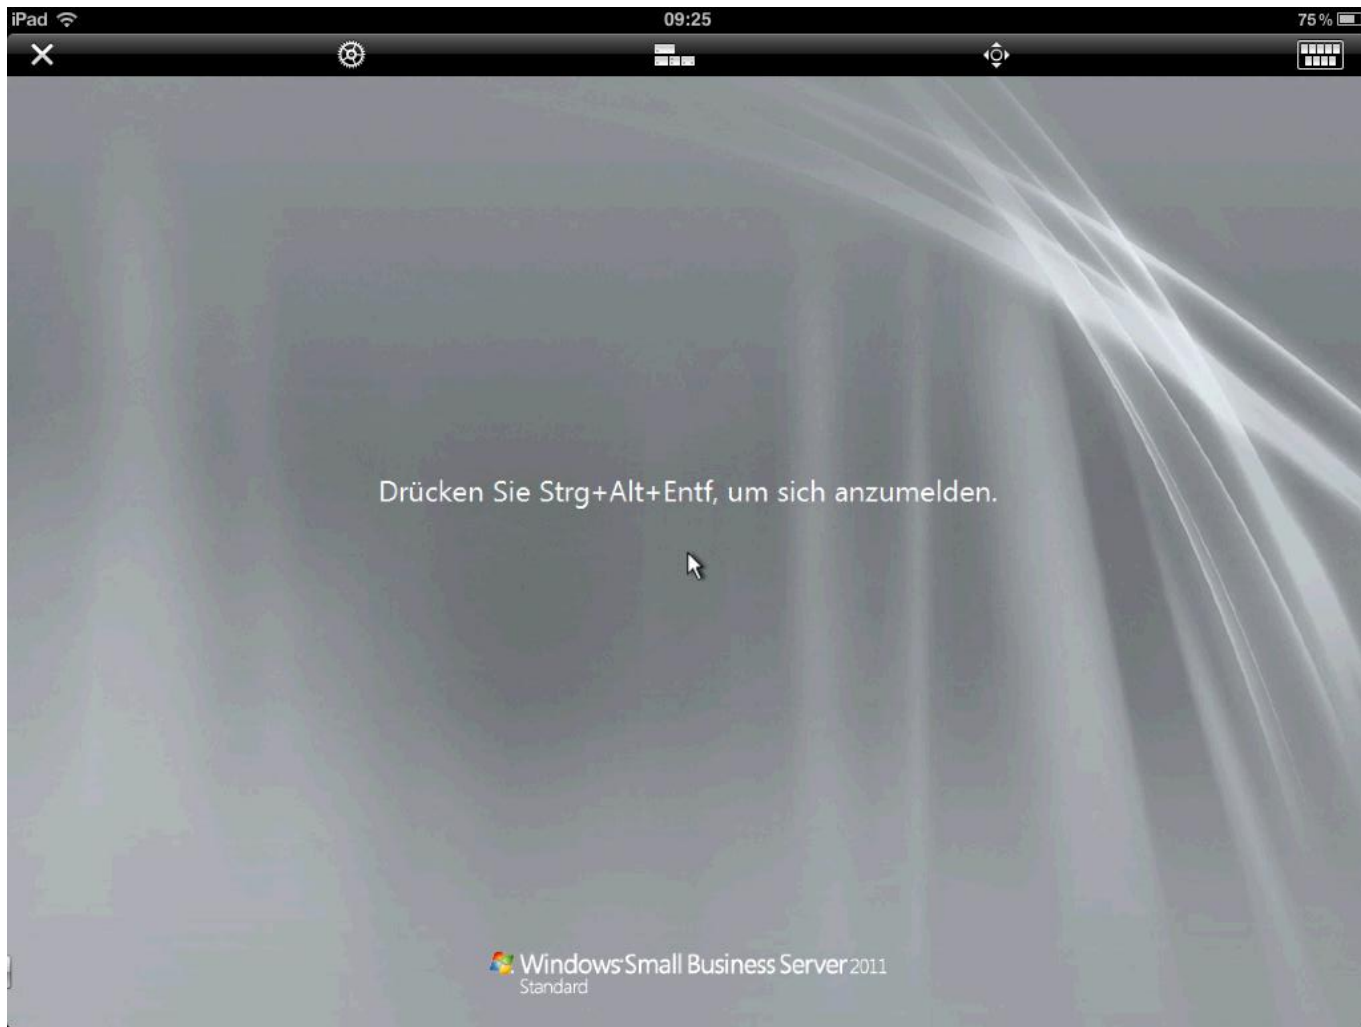 iPad
09:25
75 %
Drücken Sie Strg+Alt+Entf, um sich anzumelden.
Windows Small Business Server 2011
Standard